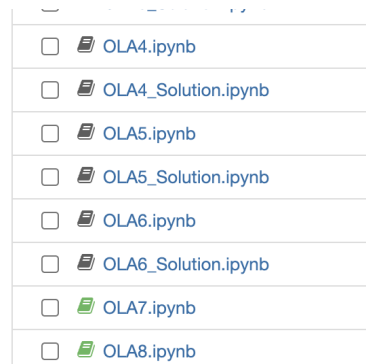 OLA4.ipynb
OLA4_Solution.ipynb
OLA5.ipynb
OLA5_Solution.ipynb
OLA6.ipynb
OLA6_Solution.ipynb
OLA7.ipynb
OLA8.ipynb